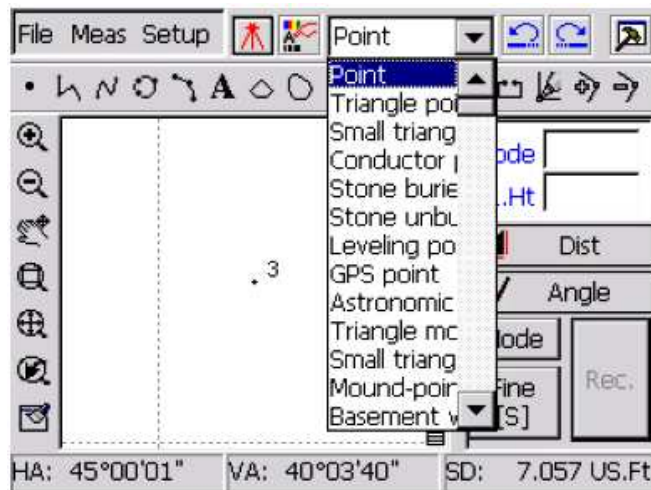 File Meas Setup Point
A
Point
Triangle poi
Small triang
Conductor p
Stone burie
Stone unbu
Leveling po
GPS point
Astronomic
Triangle mc
Small triang
Mound-poin
Basement v
3
ode
.Ht
Dist
Angle
lode
Fine
[S]
Rec.
HA: 45°00'01" VA: 40°03'40" SD: 7.057 US.Ft